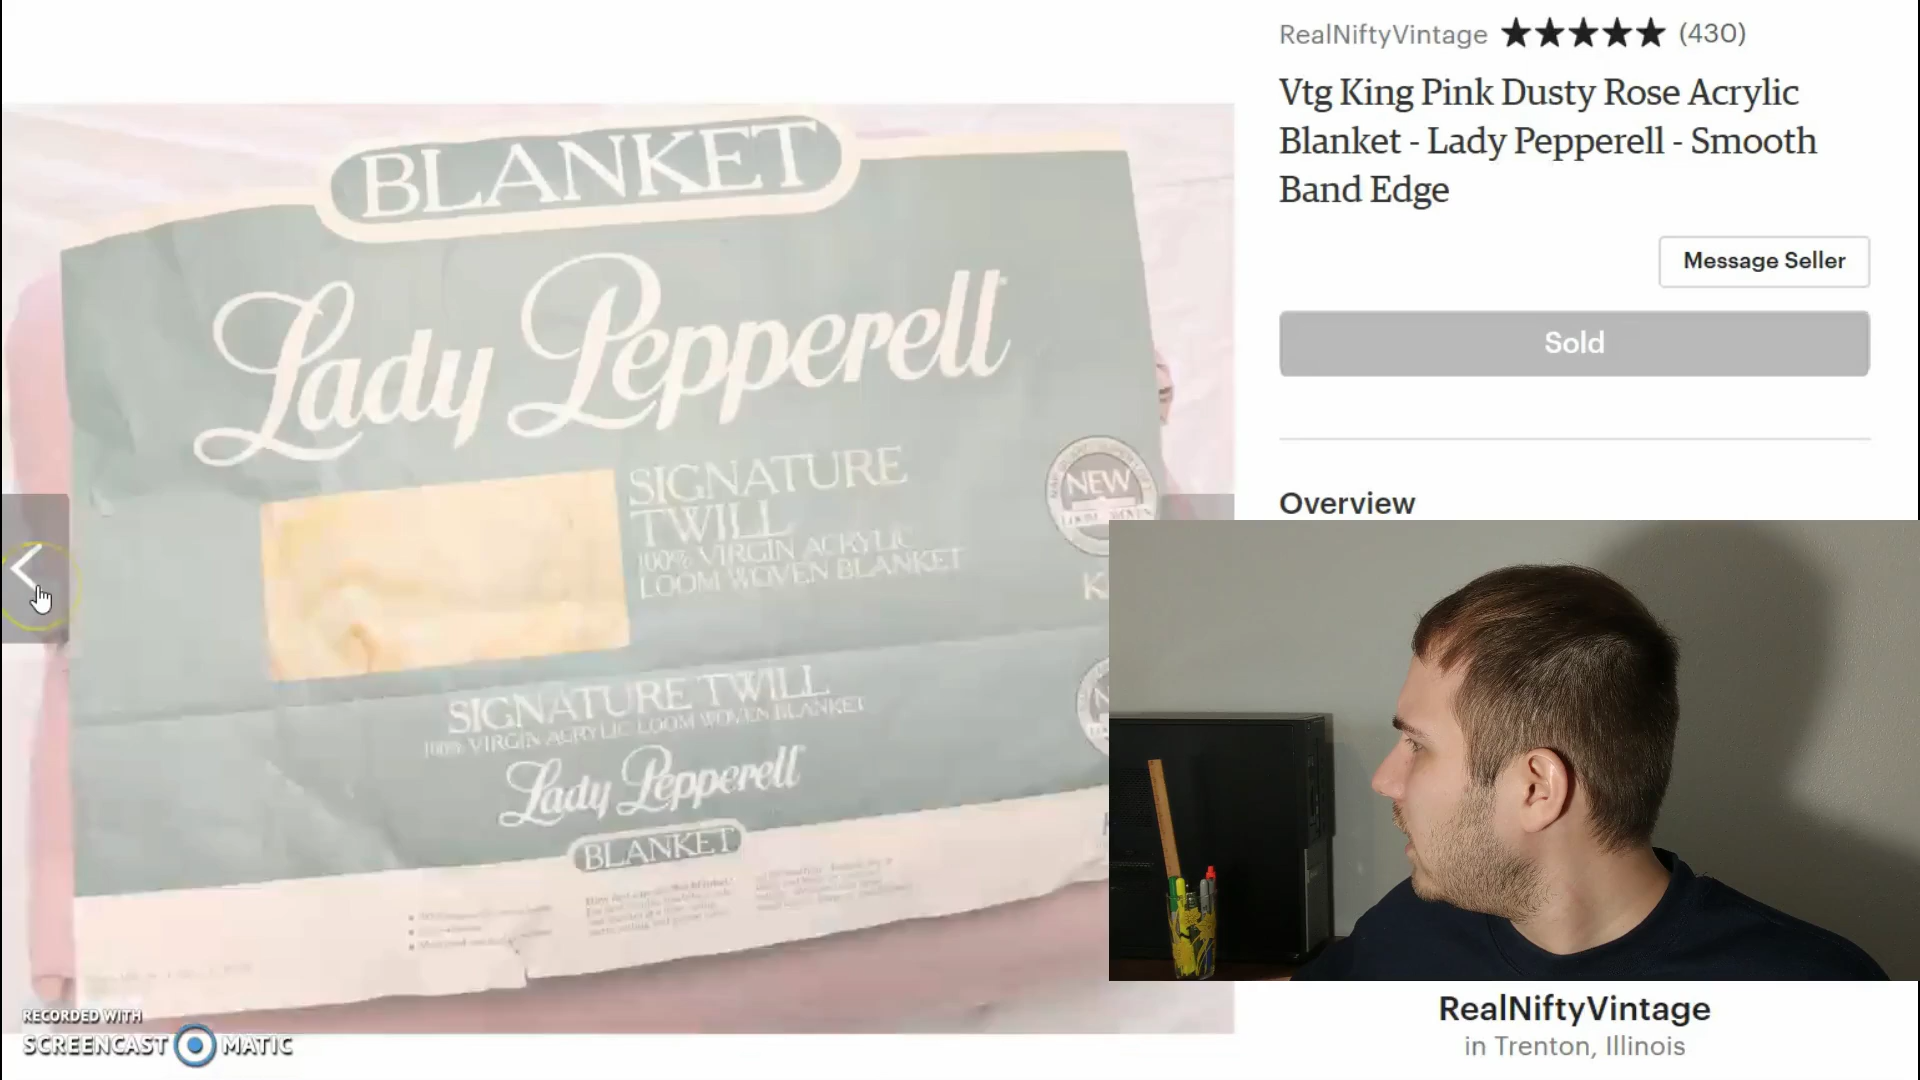 RealNiftyVintage ★★★★★ (430)
Vtg King Pink Dusty Rose Acrylic
Blanket - Lady Pepperell - Smooth
Band Edge
Message Seller
Sold
Overview
BLANKET
Lady Pepperell
SIGNATURE
TWILL
100% VIRGIN ACRYLIC
LOOM WOVEN BLANKET
NEW
LOOM WOVEN
K
SIGNATURE TWILL
100% VIRGIN ACRYLIC LOOM WOVEN BLANKET
Lady Pepperell
BLANKET
RealNiftyVintage
in Trenton, Illinois
RECORDED WITH
SCREENCAST MATIC